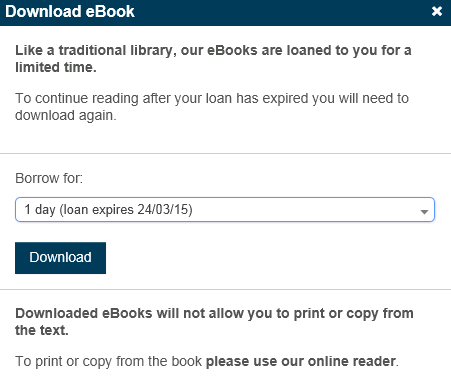 Download eBook ×
Like a traditional library, our eBooks are loaned to you for a
limited time.
To continue reading after your loan has expired you will need to
download again.
Borrow for:
1 day (loan expires 24/03/15)
Download
Downloaded eBooks will not allow you to print or copy from
the text.
To print or copy from the book please use our online reader.